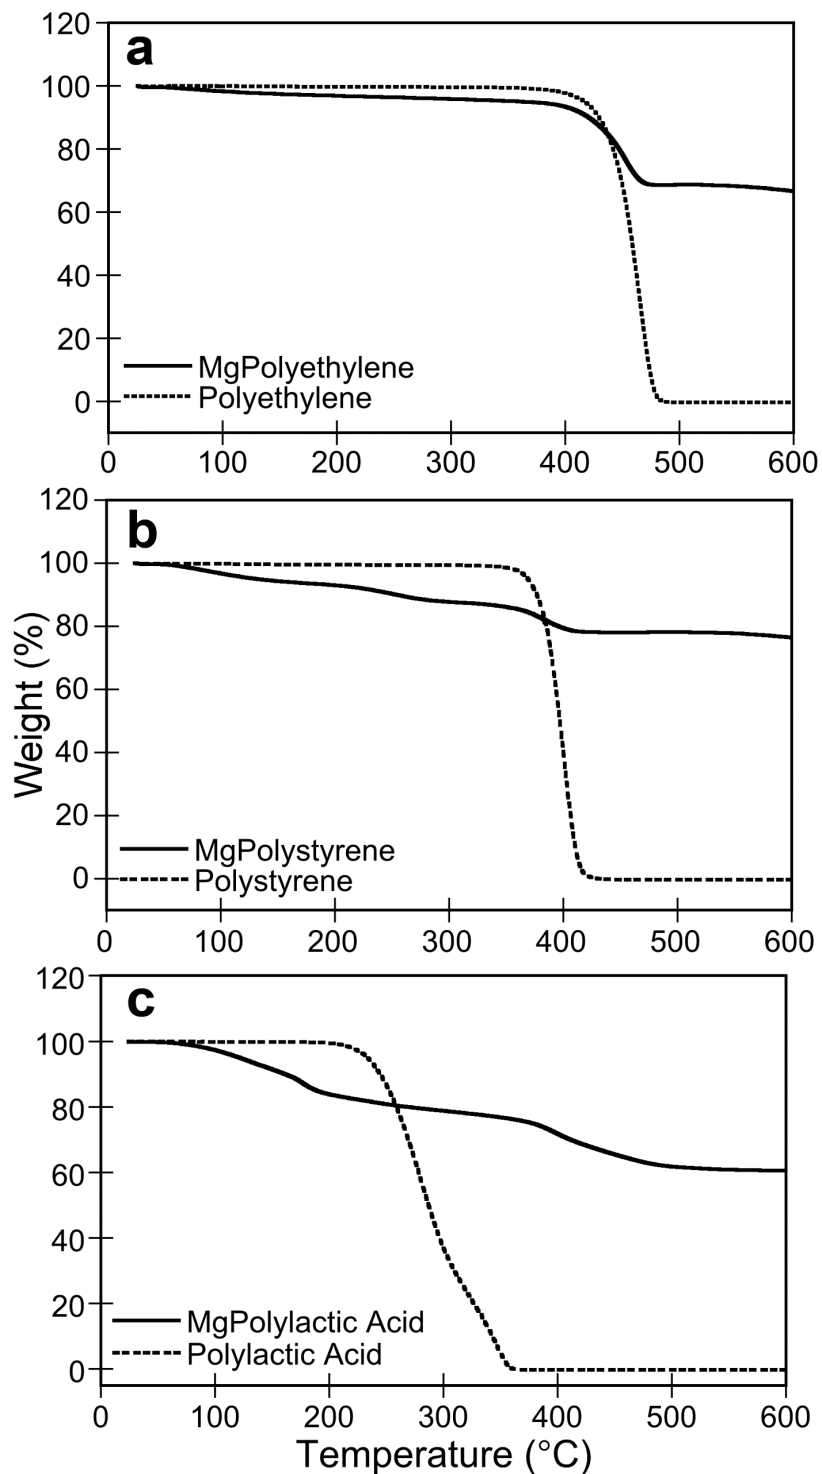 a
120
100
80
60
40
20
0
MgPolyethylene
Polyethylene
0 100 200 300 400 500 600
b
120
100
80
60
40
20
0
Weight (%)
MgPolystyrene
Polystyrene
0 100 200 300 400 500 600
c
120
100
80
60
40
20
0
MgPolylactic Acid
Polylactic Acid
0 100 200 300 400 500 600
Temperature (°C)